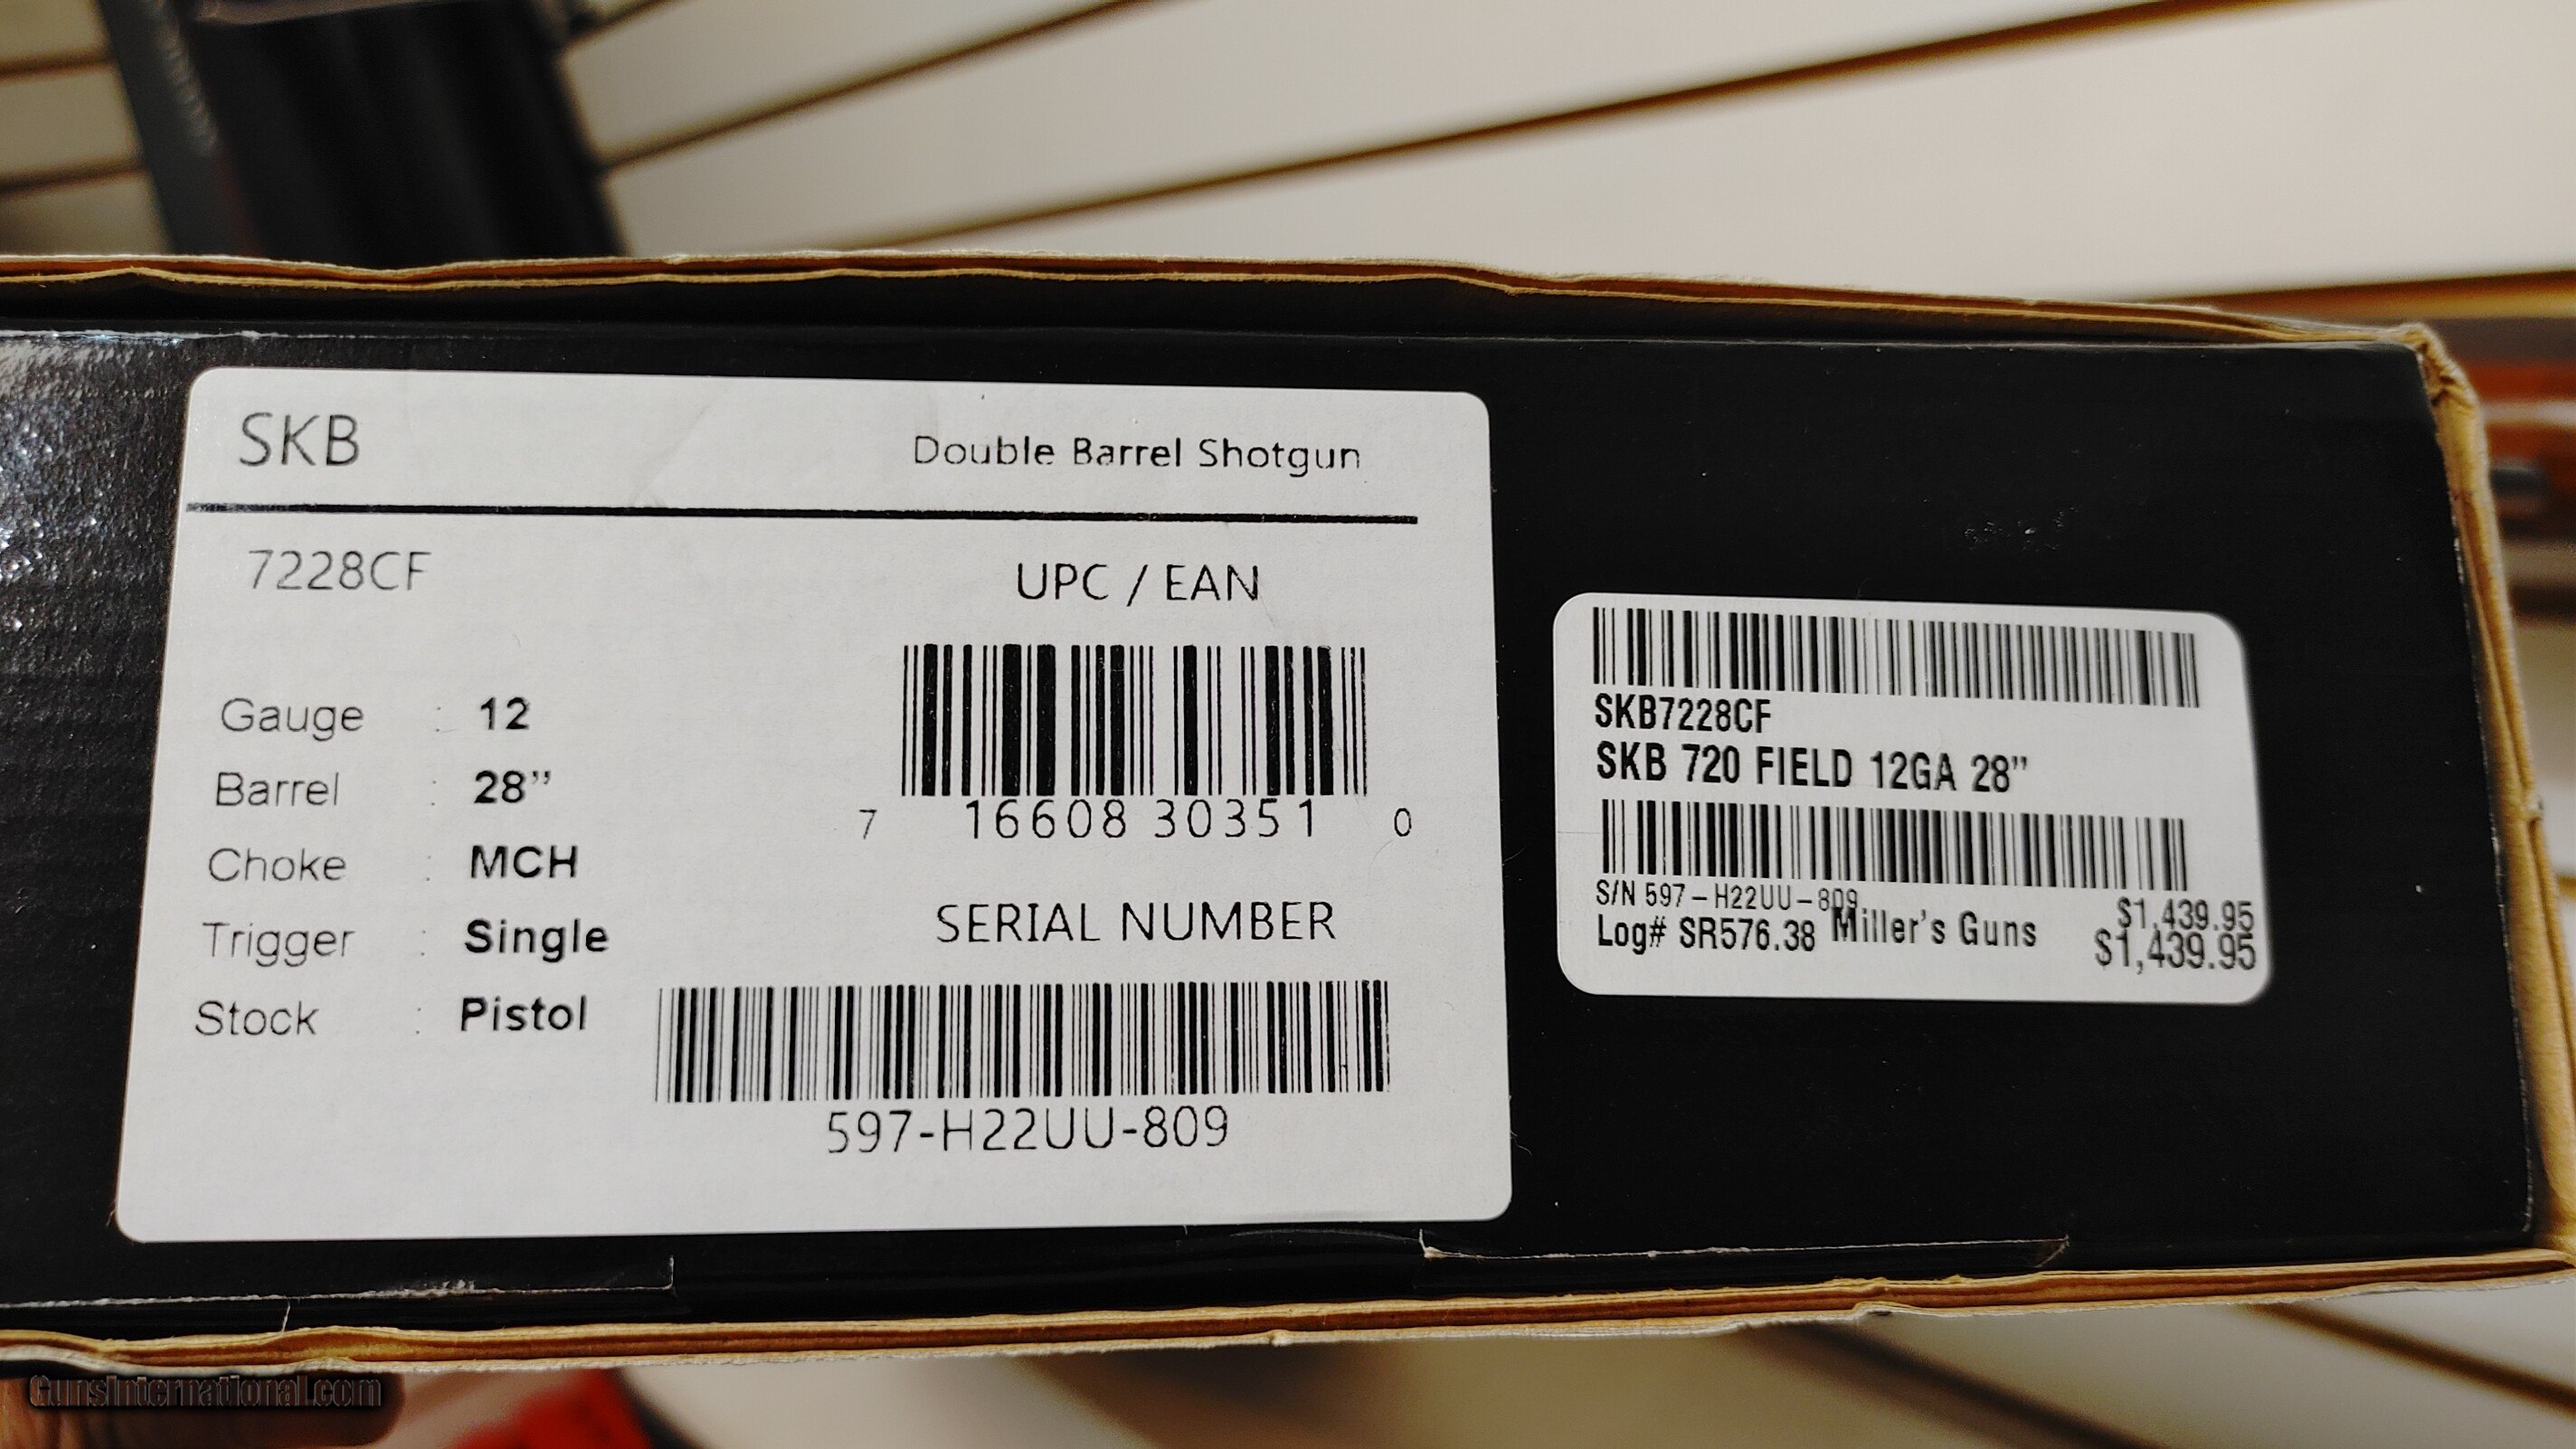 SKB
Double Barrel Shotgun
7228CF
UPC / EAN
7 16608 30351 0
Gauge : 12
Barrel : 28”
Choke : MCH
Trigger : Single
Stock : Pistol
SERIAL NUMBER
597-H22UU-809
SKB7228CF
SKB 720 FIELD 12GA 28”
S/N 597-H22UU-809
$1,439.95
Log# SR576.38 Miller's Guns
$1,439.95
GunsInternational.com